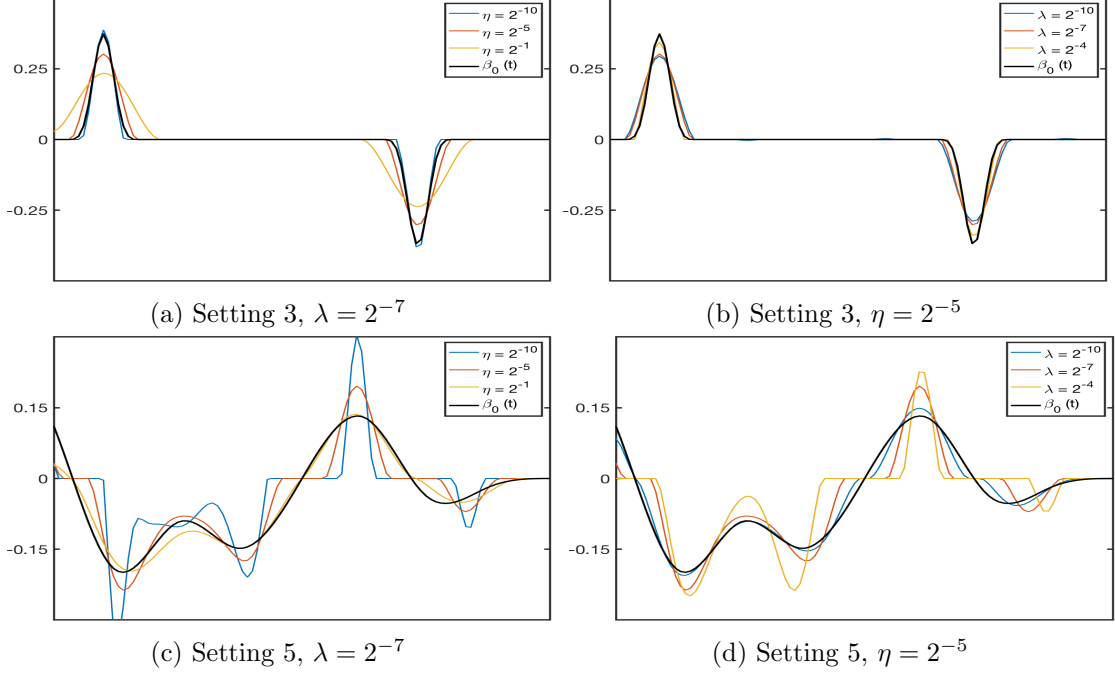 η = 2⁻¹⁰
η = 2⁻⁵
η = 2⁻¹
β₀ (t)
0.25
0
-0.25
(a) Setting 3, λ = 2⁻⁷
λ = 2⁻¹⁰
λ = 2⁻⁷
λ = 2⁻⁴
β₀ (t)
0.25
0
-0.25
(b) Setting 3, η = 2⁻⁵
η = 2⁻¹⁰
η = 2⁻⁵
η = 2⁻¹
β₀ (t)
0.15
0
-0.15
(c) Setting 5, λ = 2⁻⁷
λ = 2⁻¹⁰
λ = 2⁻⁷
λ = 2⁻⁴
β₀ (t)
0.15
0
-0.15
(d) Setting 5, η = 2⁻⁵